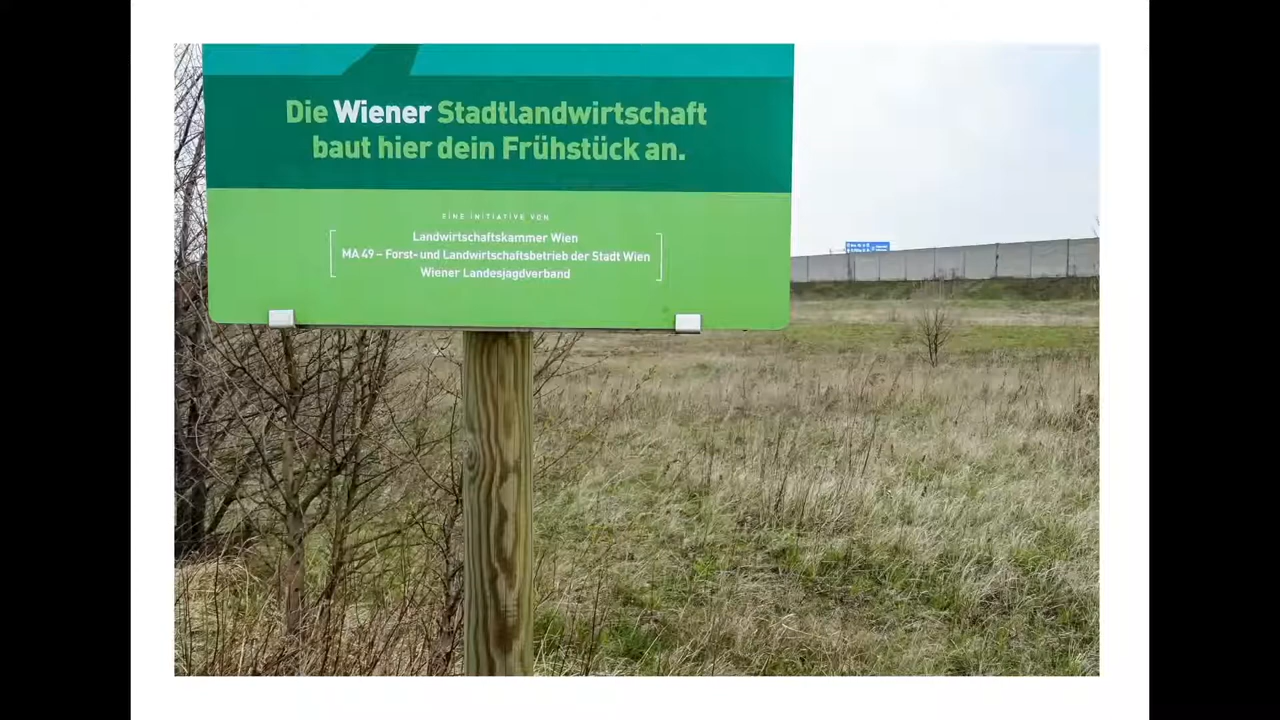 Die Wiener Stadtlandwirtschaft
baut hier dein Frühstück an.
EINE INITIATIVE VON
Landwirtschaftskammer Wien
MA 49 – Forst- und Landwirtschaftsbetrieb der Stadt Wien
Wiener Landesjagdverband